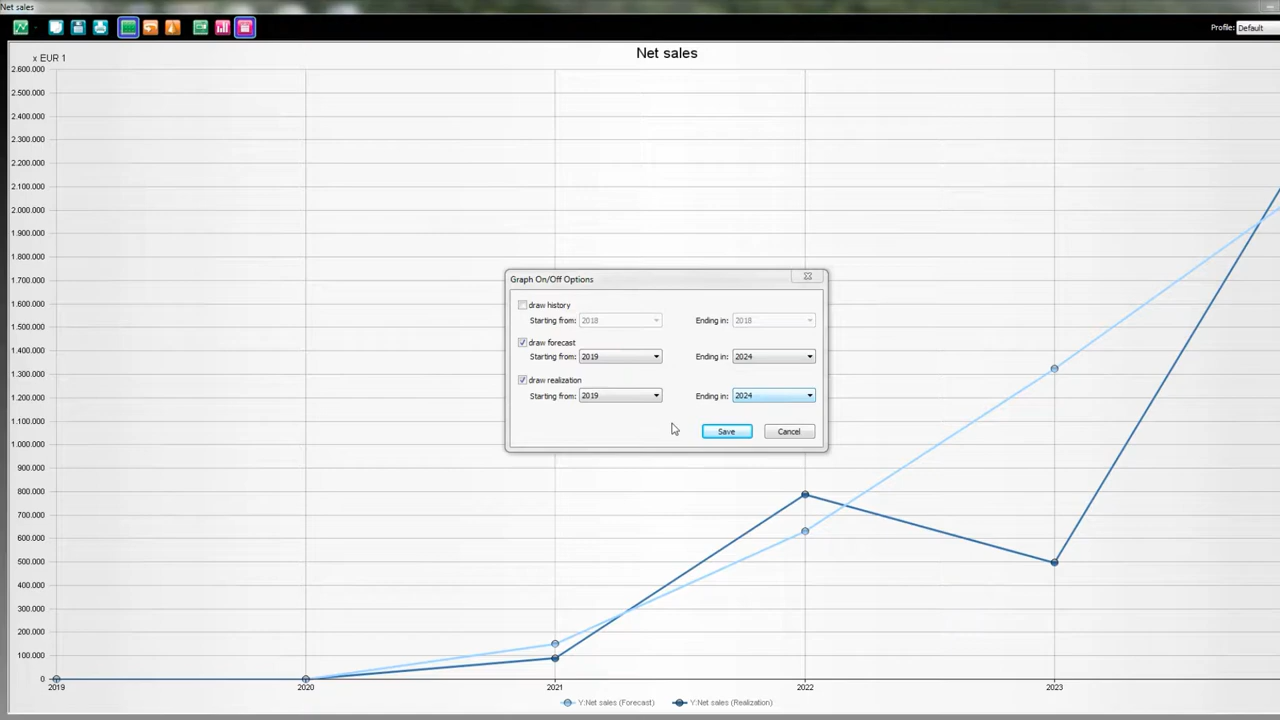 Net sales
Profile: Default
Net sales
x EUR 1
2.600.000
2.500.000
2.400.000
2.300.000
2.200.000
2.100.000
2.000.000
1.900.000
1.800.000
1.700.000
1.600.000
1.500.000
1.400.000
1.300.000
1.200.000
1.100.000
1.000.000
900.000
800.000
700.000
600.000
500.000
400.000
300.000
200.000
100.000
0
2019 2020 2021 2022 2023
Y:Net sales (Forecast) Y:Net sales (Realization)
Graph On/Off Options
draw history
Starting from: 2018 Ending in: 2018
draw forecast
Starting from: 2019 Ending in: 2024
draw realization
Starting from: 2019 Ending in: 2024
Save Cancel